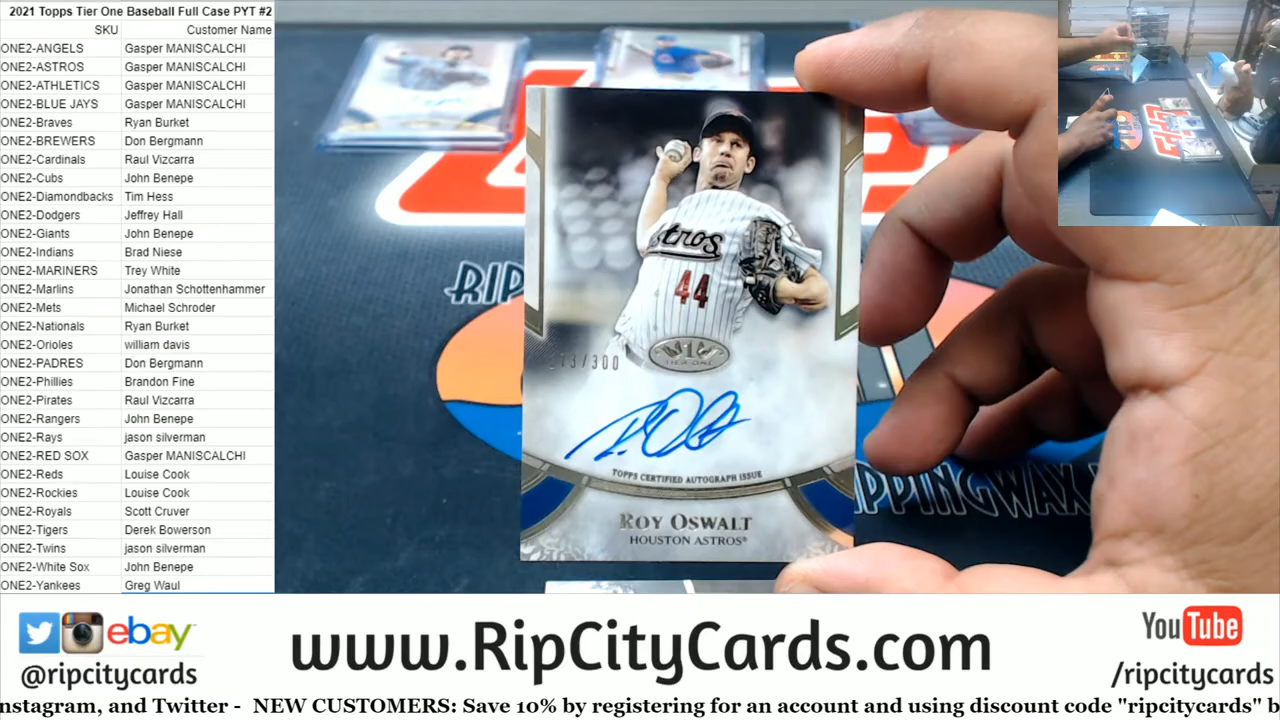 2021 Topps Tier One Baseball Full Case PYT #2
SKU Customer Name
ONE2-ANGELS Gasper MANISCALCHI
ONE2-ASTROS Gasper MANISCALCHI
ONE2-ATHLETICS Gasper MANISCALCHI
ONE2-BLUE JAYS Gasper MANISCALCHI
ONE2-Braves Ryan Burket
ONE2-BREWERS Don Bergmann
ONE2-Cardinals Raul Vizcarra
ONE2-Cubs John Benepe
ONE2-Diamondbacks Tim Hess
ONE2-Dodgers Jeffrey Hall
ONE2-Giants John Benepe
ONE2-Indians Brad Niese
ONE2-MARINERS Trey White
ONE2-Marlins Jonathan Schottenhammer
ONE2-Mets Michael Schroder
ONE2-Nationals Ryan Burket
ONE2-Orioles william davis
ONE2-PADRES Don Bergmann
ONE2-Phillies Brandon Fine
ONE2-Pirates Raul Vizcarra
ONE2-Rangers John Benepe
ONE2-Rays jason silverman
ONE2-RED SOX Gasper MANISCALCHI
ONE2-Reds Louise Cook
ONE2-Rockies Louise Cook
ONE2-Royals Scott Cruver
ONE2-Tigers Derek Bowerson
ONE2-Twins jason silverman
ONE2-White Sox John Benepe
ONE2-Yankees Greg Waul
RIP
stros
44
/300
TIER ONE
TOPPS CERTIFIED AUTOGRAPH ISSUE
ROY OSWALT
HOUSTON ASTROS®
IPPINGWAX
ebay
@ripcitycards
www.RipCityCards.com
YouTube
/ripcitycards
nstagram, and Twitter - NEW CUSTOMERS: Save 10% by registering for an account and using discount code "ripcitycards" b